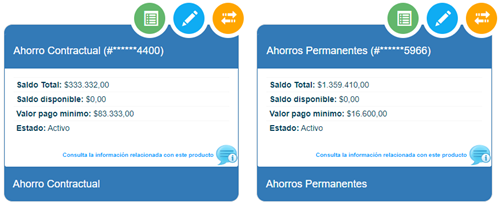 Ahorro Contractual (#******4400)
Saldo Total: $333.332,00
Saldo disponible: $0,00
Valor pago minimo: $83.333,00
Estado: Activo
Consulta la información relacionada con este producto
Ahorro Contractual
Ahorros Permanentes (#******5966)
Saldo Total: $1.359.410,00
Saldo disponible: $0,00
Valor pago minimo: $16.600,00
Estado: Activo
Consulta la información relacionada con este producto
Ahorros Permanentes